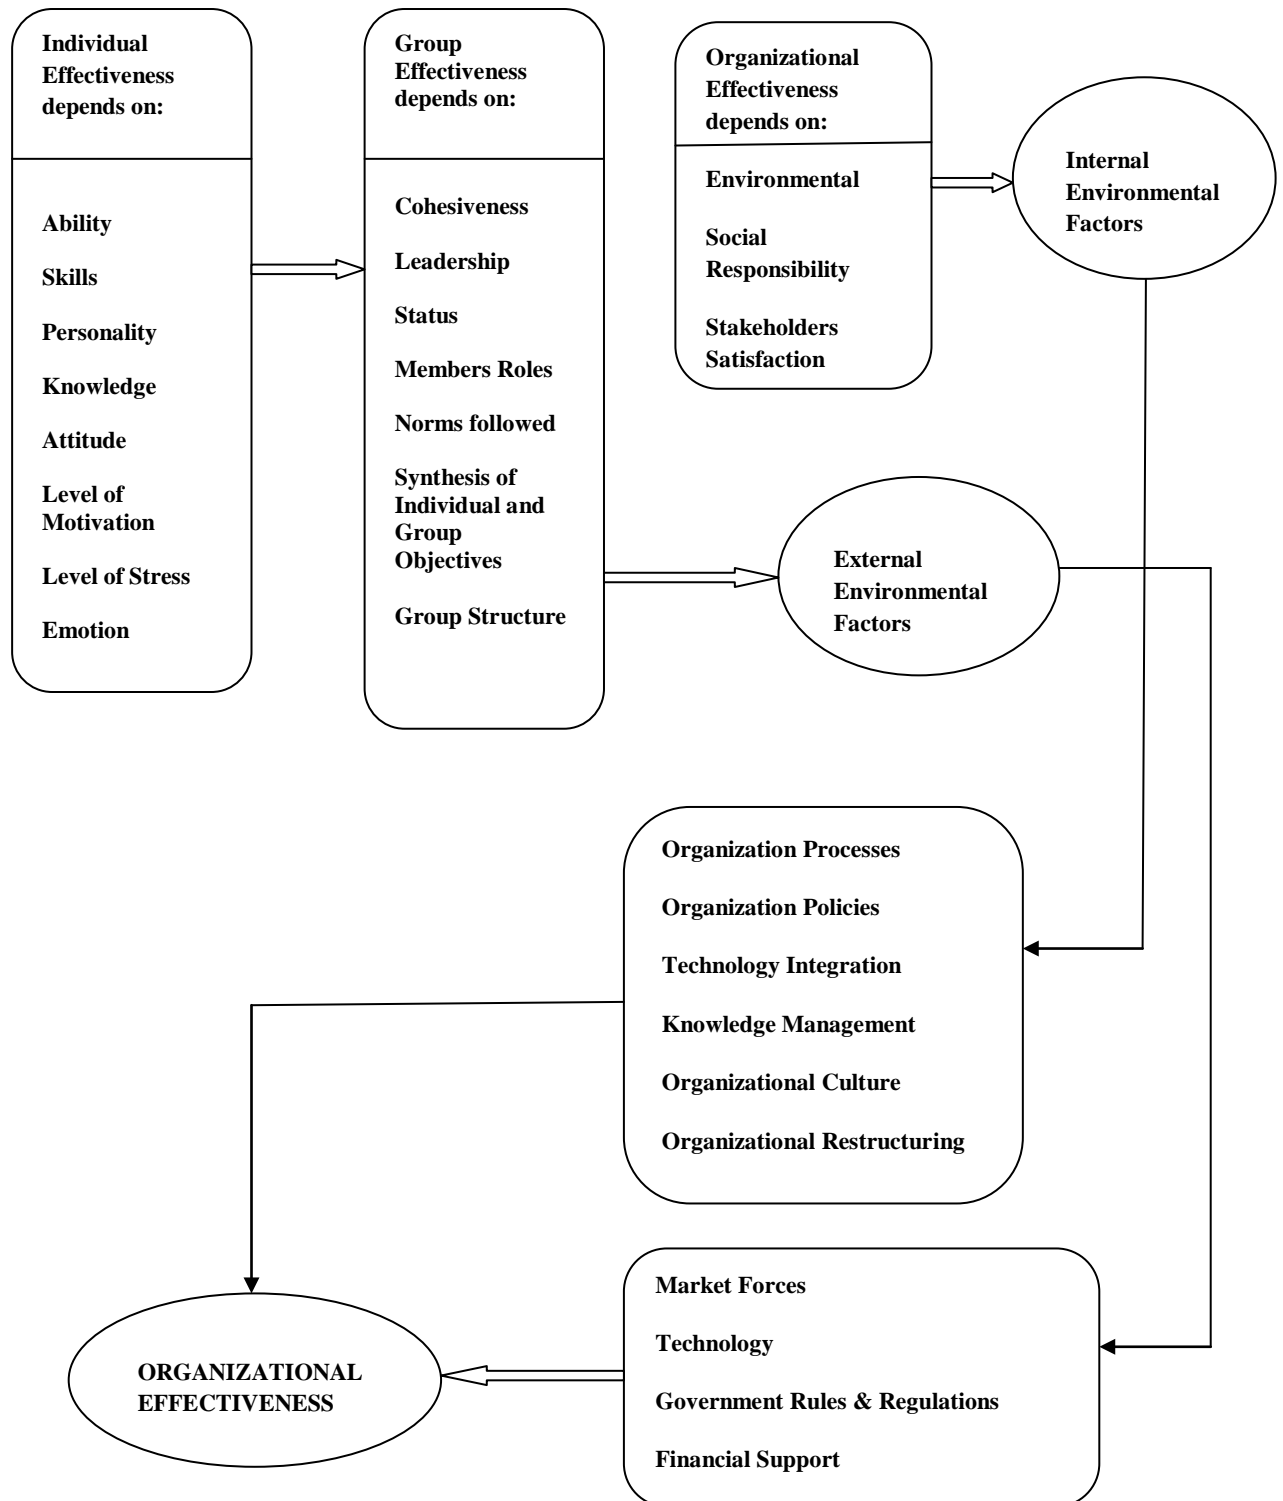 Individual
Effectiveness
depends on:
Ability
Skills
Personality
Knowledge
Attitude
Level of
Motivation
Level of Stress
Emotion
Group
Effectiveness
depends on:
Cohesiveness
Leadership
Status
Members Roles
Norms followed
Synthesis of
Individual and
Group
Objectives
Group Structure
Organizational
Effectiveness
depends on:
Environmental
Social
Responsibility
Stakeholders
Satisfaction
Internal
Environmental
Factors
External
Environmental
Factors
Organization Processes
Organization Policies
Technology Integration
Knowledge Management
Organizational Culture
Organizational Restructuring
Market Forces
Technology
Government Rules & Regulations
Financial Support
ORGANIZATIONAL
EFFECTIVENESS